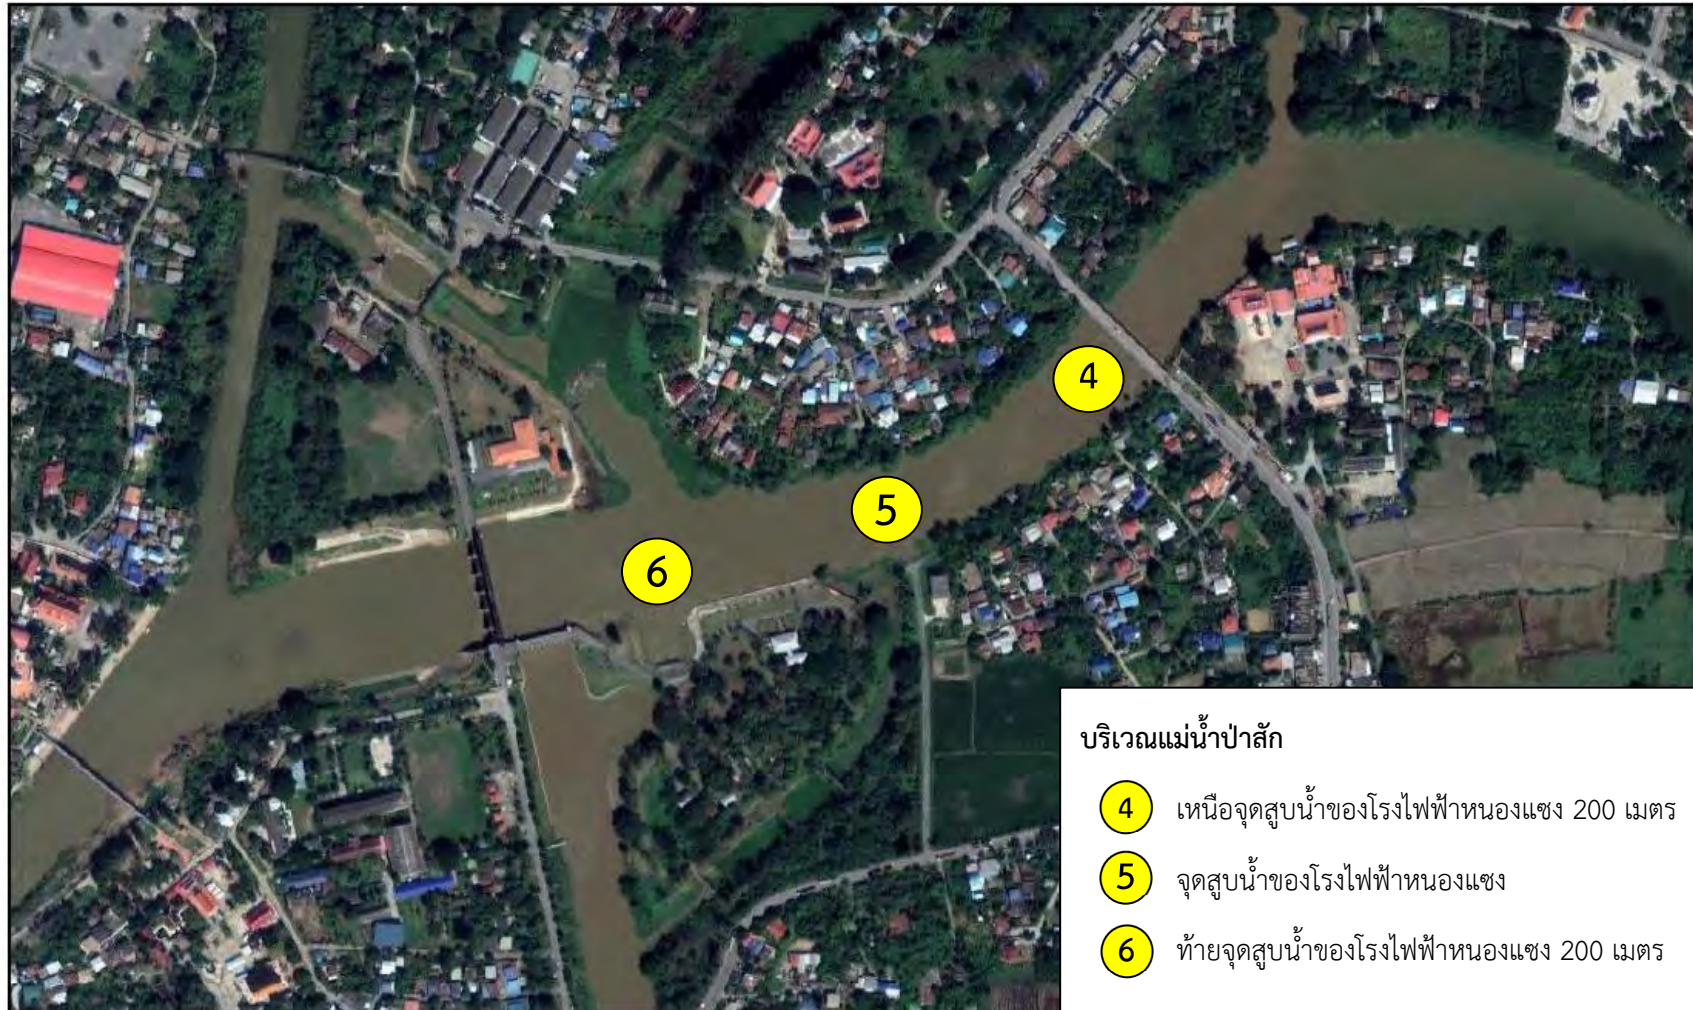 4
5
6
บริเวณแม่น้ำป่าสัก
4 เหนือจุดสูบน้ำของโรงไฟฟ้าหนองแซง 200 เมตร
5 จุดสูบน้ำของโรงไฟฟ้าหนองแซง
6 ท้ายจุดสูบน้ำของโรงไฟฟ้าหนองแซง 200 เมตร